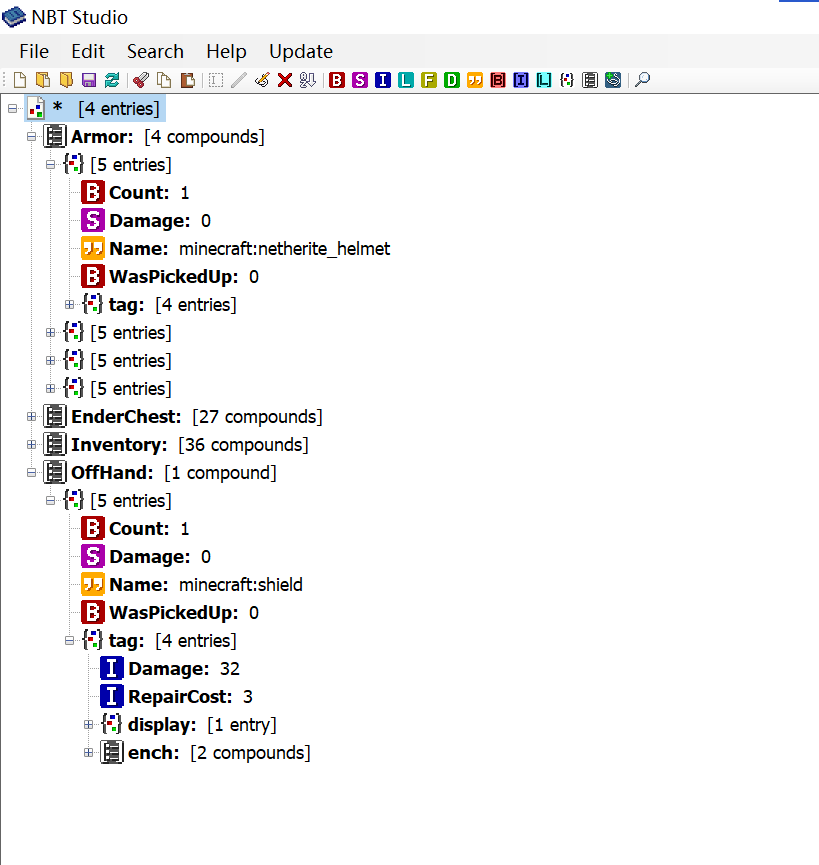 NBT Studio
File Edit Search Help Update
B S I L F D B I L
* [4 entries]
Armor: [4 compounds]
[5 entries]
B Count: 1
S Damage: 0
Name: minecraft:netherite_helmet
B WasPickedUp: 0
tag: [4 entries]
[5 entries]
[5 entries]
[5 entries]
EnderChest: [27 compounds]
Inventory: [36 compounds]
OffHand: [1 compound]
[5 entries]
B Count: 1
S Damage: 0
Name: minecraft:shield
B WasPickedUp: 0
tag: [4 entries]
I Damage: 32
I RepairCost: 3
display: [1 entry]
ench: [2 compounds]